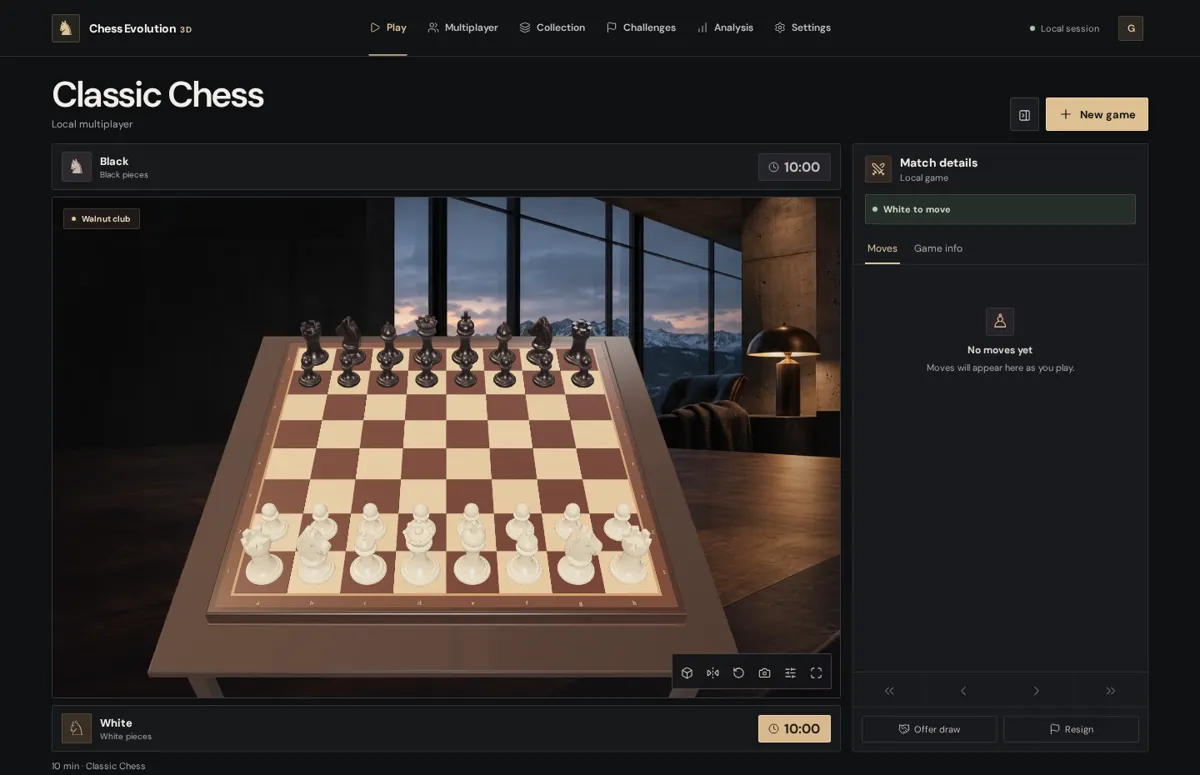 ChessEvolution 3D
Play
Multiplayer
Collection
Challenges
Analysis
Settings
Local session
G
Classic Chess
Local multiplayer
New game
Black
Black pieces
10:00
Walnut club
a b c d e f g h
White
White pieces
10:00
10 min · Classic Chess
Match details
Local game
White to move
Moves
Game info
No moves yet
Moves will appear here as you play.
Offer draw
Resign